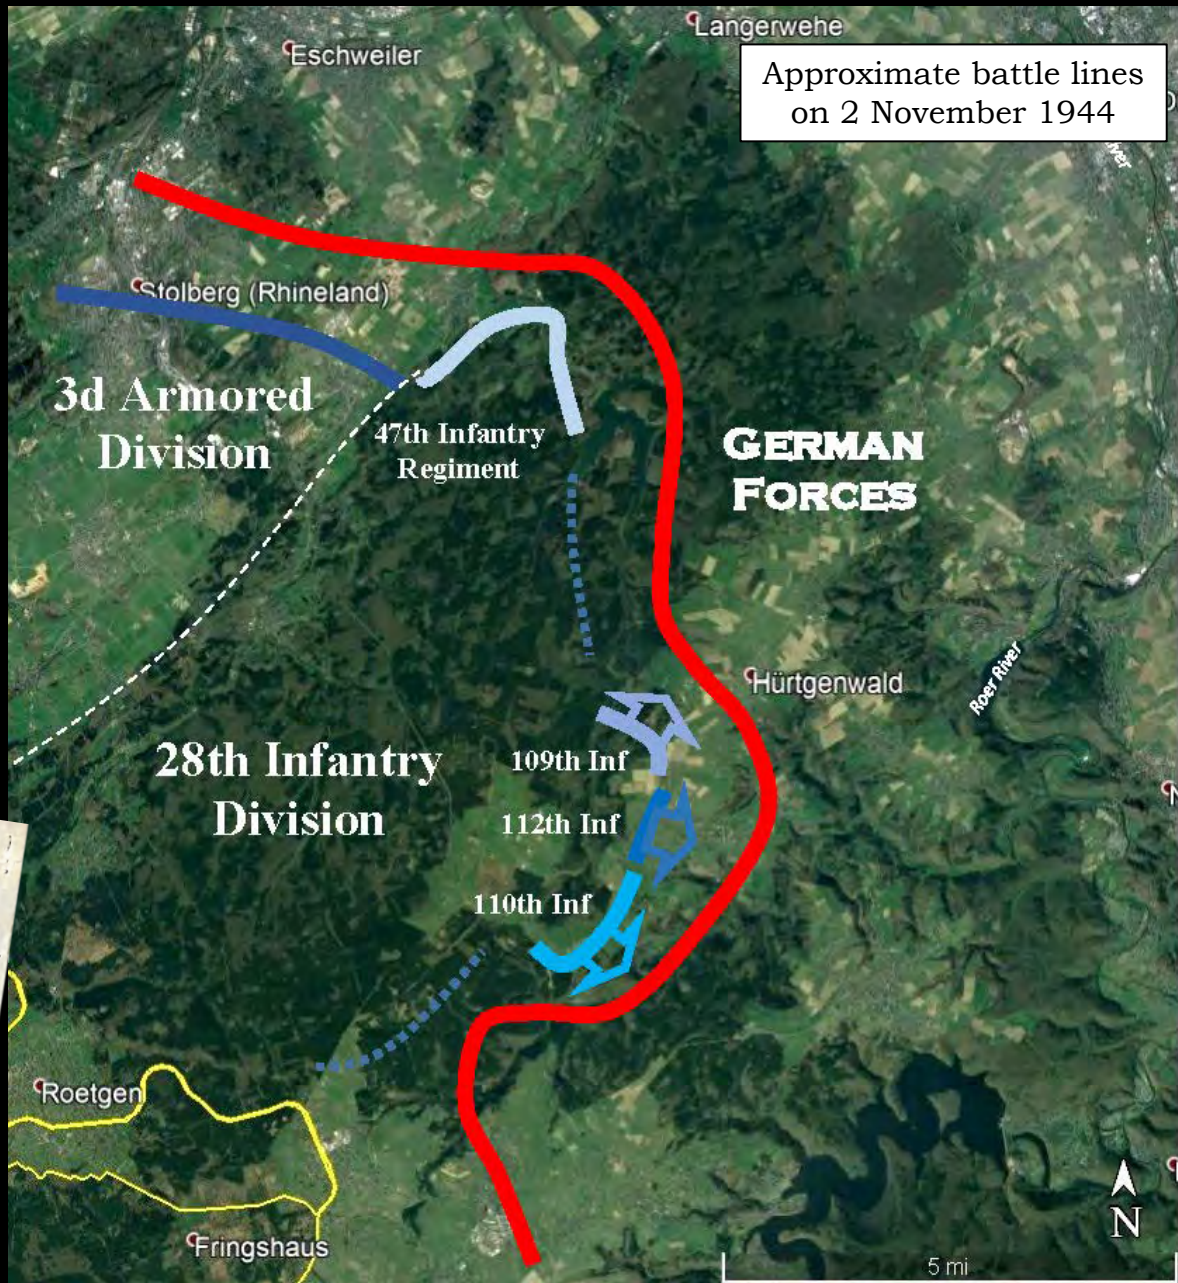 Langerwehe
Eschweiler
Approximate battle lines
on 2 November 1944
Stolberg (Rhineland)
3d Armored
Division
47th Infantry
Regiment
GERMAN
FORCES
Roer River
Hürtgenwald
109th Inf
28th Infantry
Division
112th Inf
110th Inf
Roetgen
N
Fringshaus
5 mi